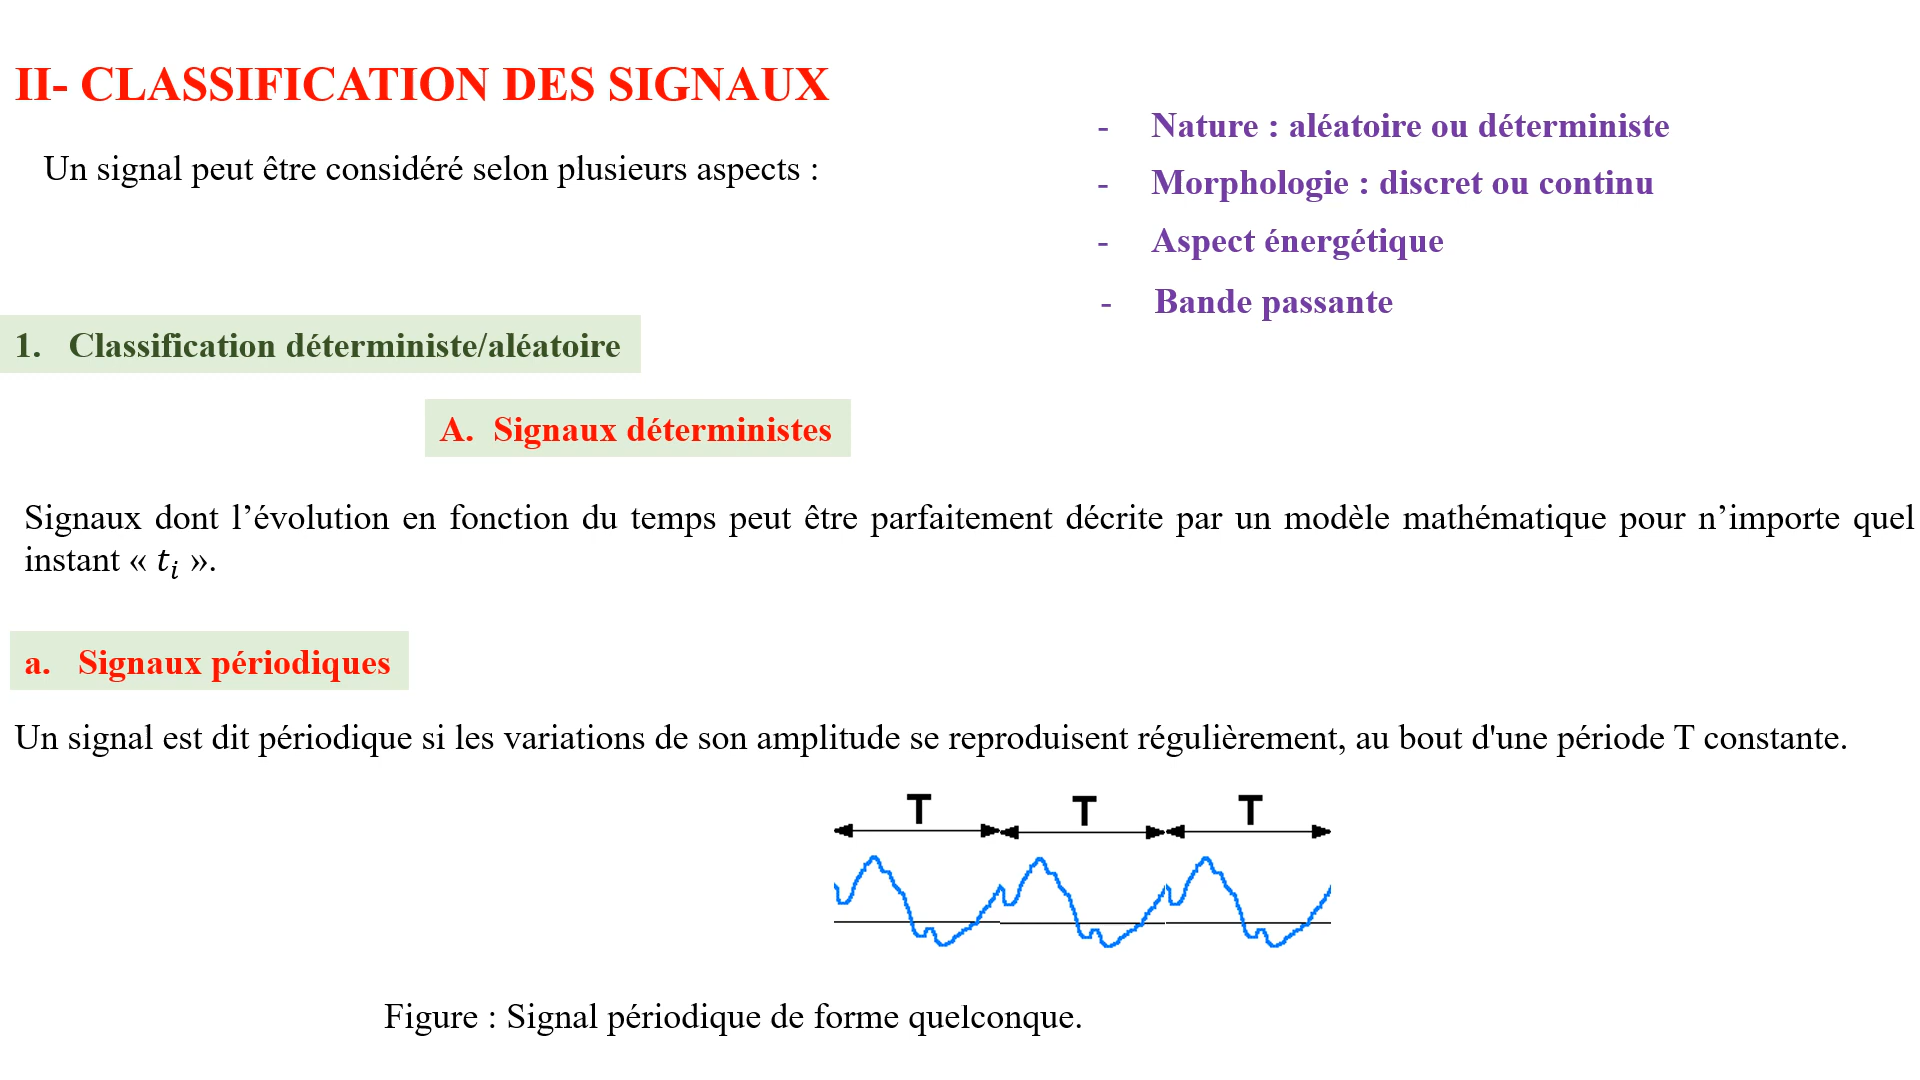 II- CLASSIFICATION DES SIGNAUX
Un signal peut être considéré selon plusieurs aspects :
- Nature : aléatoire ou déterministe
- Morphologie : discret ou continu
- Aspect énergétique
- Bande passante
1. Classification déterministe/aléatoire
A. Signaux déterministes
Signaux dont l’évolution en fonction du temps peut être parfaitement décrite par un modèle mathématique pour n’importe quel
instant « tᵢ ».
a. Signaux périodiques
Un signal est dit périodique si les variations de son amplitude se reproduisent régulièrement, au bout d'une période T constante.
T T T
Figure : Signal périodique de forme quelconque.